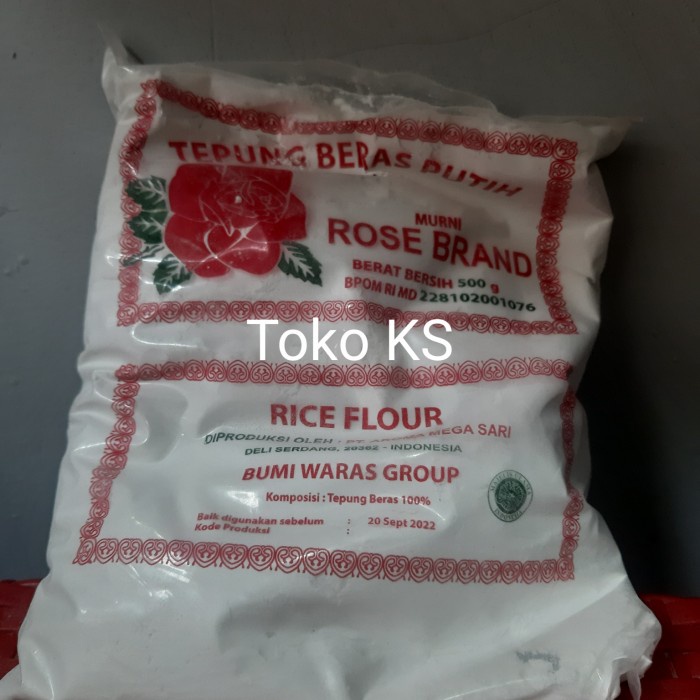 TEPUNG BERAS PUTIH
MURNI
ROSE BRAND
BERAT BERSIH 500 g
BPOM RI MD 228102001076
Toko KS
RICE FLOUR
DIPRODUKSI OLEH : PT. AROMA MEGA SARI
DELI SERDANG, 20362 - INDONESIA
BUMI WARAS GROUP
Komposisi : Tepung Beras 100%
Baik digunakan sebelum : 20 Sept 2022
Kode Produksi :